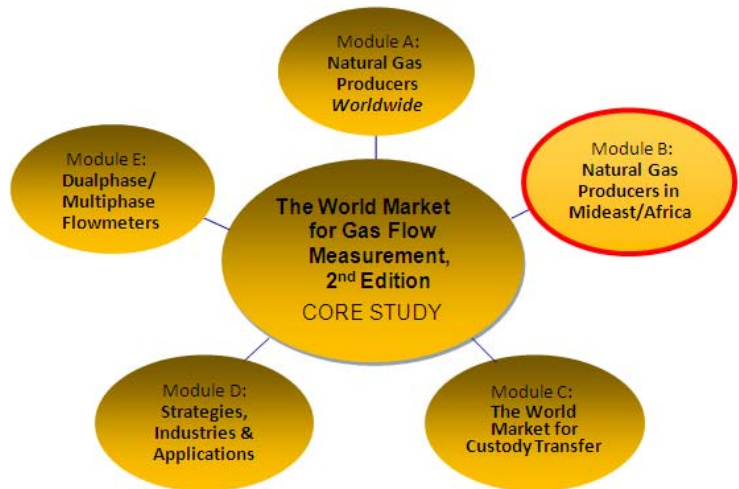 Module A:
Natural Gas
Producers
Worldwide
Module B:
Natural Gas
Producers in
Mideast/Africa
Module E:
Dualphase/
Multiphase
Flowmeters
The World Market
for Gas Flow
Measurement,
2nd Edition
CORE STUDY
Module D:
Strategies,
Industries &
Applications
Module C:
The World
Market for
Custody Transfer